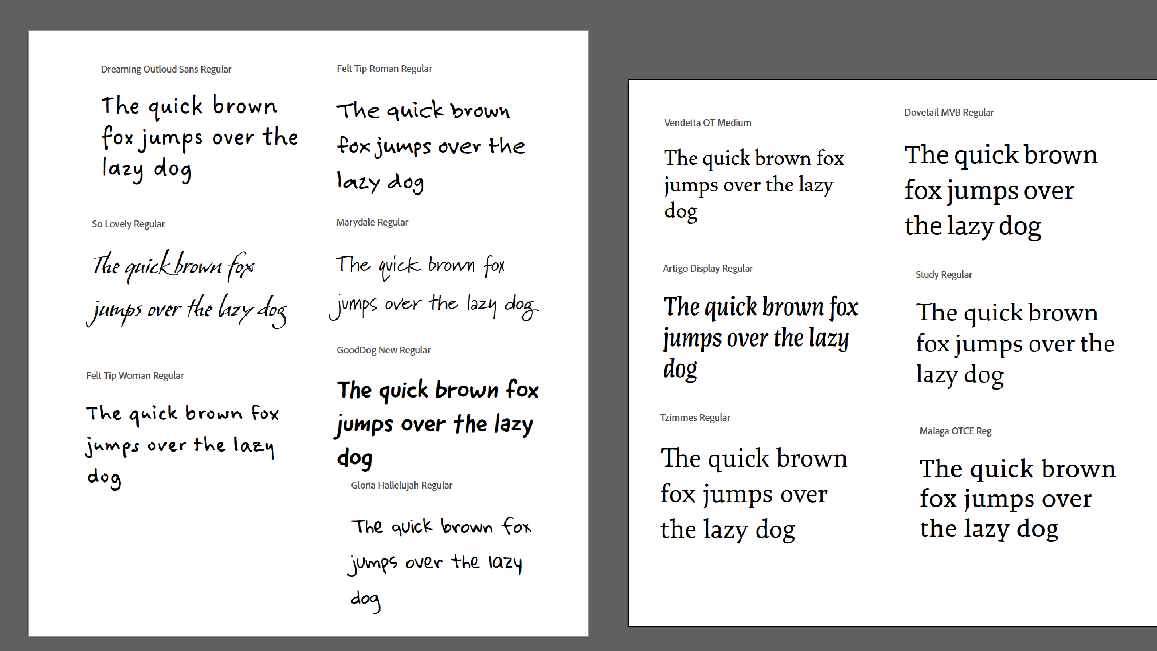 Dreaming Outloud Sans Regular
The quick brown
fox jumps over the
lazy dog
So Lovely Regular
The quick brown fox
jumps over the lazy dog
Felt Tip Woman Regular
The quick brown fox
jumps over the lazy
dog
Felt Tip Roman Regular
The quick brown
fox jumps over the
lazy dog
Marydale Regular
The quick brown fox
jumps over the lazy dog
GoodDog New Regular
The quick brown fox
jumps over the lazy
dog
Gloria Hallelujah Regular
The quick brown fox
jumps over the lazy
dog
Vendetta OT Medium
The quick brown fox
jumps over the lazy
dog
Artigo Display Regular
The quick brown fox
jumps over the lazy
dog
Tzimmes Regular
The quick brown
fox jumps over
the lazy dog
Dovetail MVB Regular
The quick brown
fox jumps over
the lazy dog
Study Regular
The quick brown
fox jumps over the
lazy dog
Malaga OTCE Reg
The quick brown
fox jumps over
the lazy dog